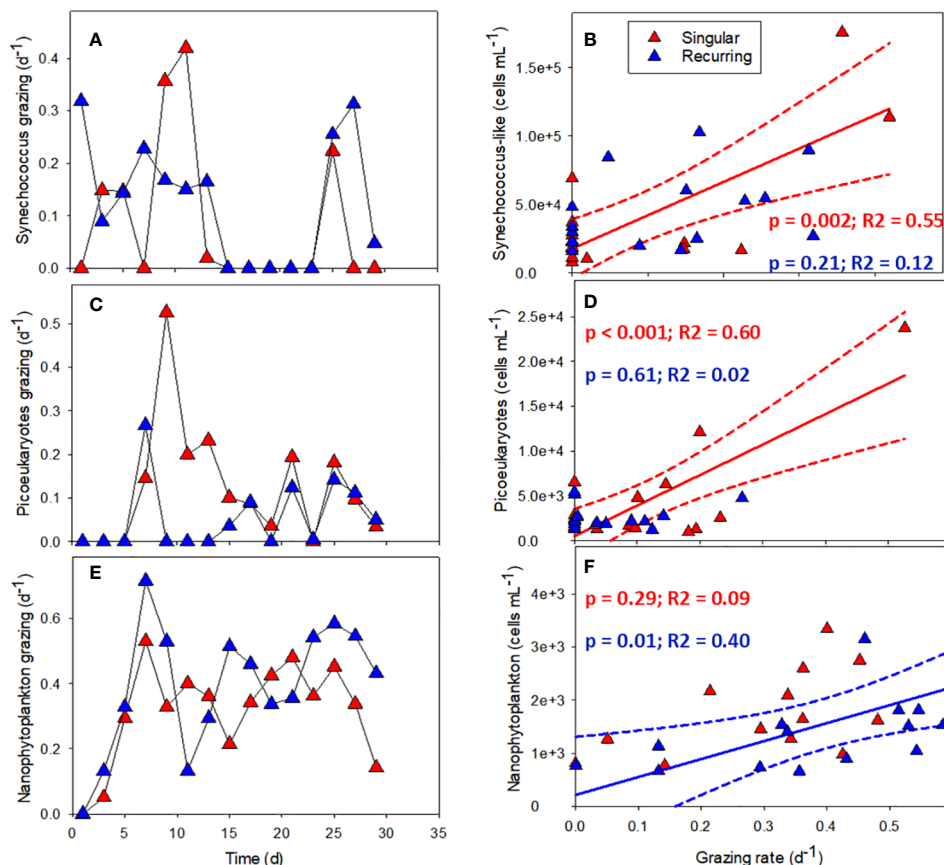 A
Synechococcus grazing (d⁻¹)
0.4
0.3
0.2
0.1
0.0
B
Singular
Recurring
Synechococcus-like (cells mL⁻¹)
1.5e+5
1.0e+5
5.0e+4
0.0
p = 0.002; R2 = 0.55
p = 0.21; R2 = 0.12
C
Picoeukaryotes grazing (d⁻¹)
0.5
0.4
0.3
0.2
0.1
0.0
D
Picoeukaryotes (cells mL⁻¹)
2.5e+4
2.0e+4
1.5e+4
1.0e+4
5.0e+3
0.0
p < 0.001; R2 = 0.60
p = 0.61; R2 = 0.02
E
Nanophytoplankton grazing (d⁻¹)
0.6
0.4
0.2
0.0
0 5 10 15 20 25 30 35
Time (d)
F
Nanophytoplankton (cells mL⁻¹)
4e+3
3e+3
2e+3
1e+3
0
p = 0.29; R2 = 0.09
p = 0.01; R2 = 0.40
0.0 0.1 0.2 0.3 0.4 0.5
Grazing rate (d⁻¹)